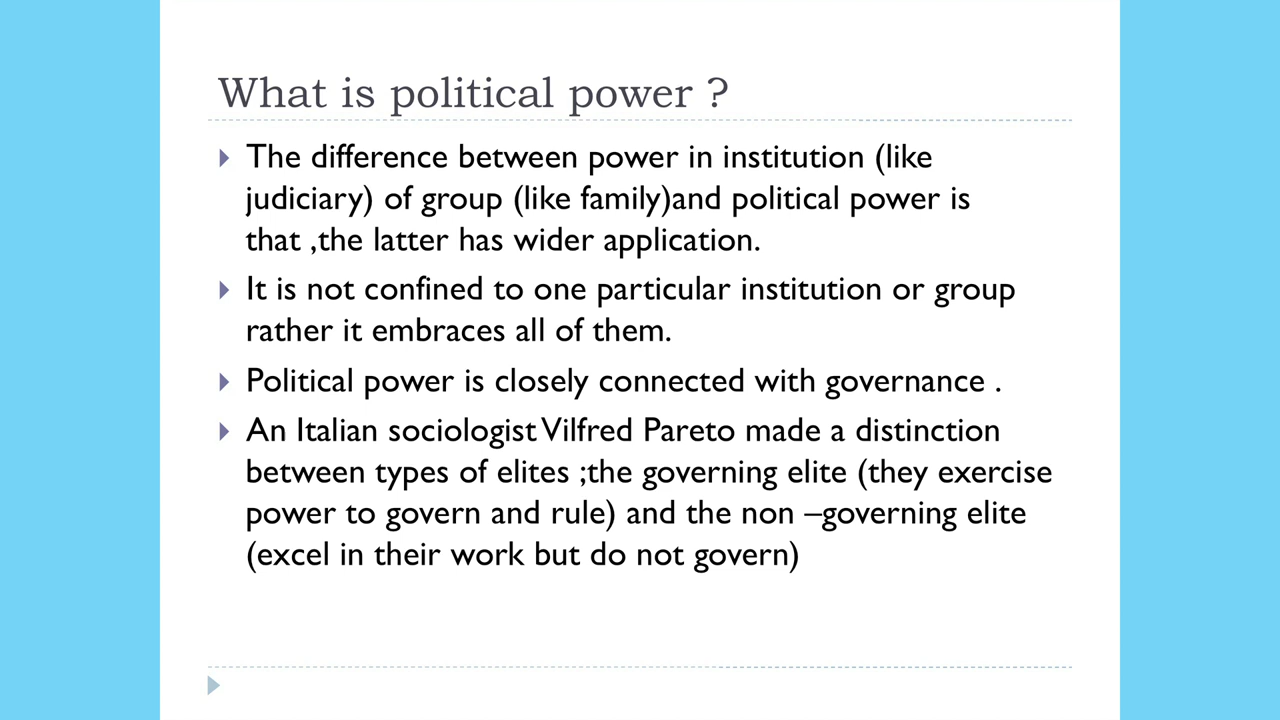 What is political power ?
The difference between power in institution (like
judiciary) of group (like family)and political power is
that ,the latter has wider application.
It is not confined to one particular institution or group
rather it embraces all of them.
Political power is closely connected with governance .
An Italian sociologist Vilfred Pareto made a distinction
between types of elites ;the governing elite (they exercise
power to govern and rule) and the non –governing elite
(excel in their work but do not govern)